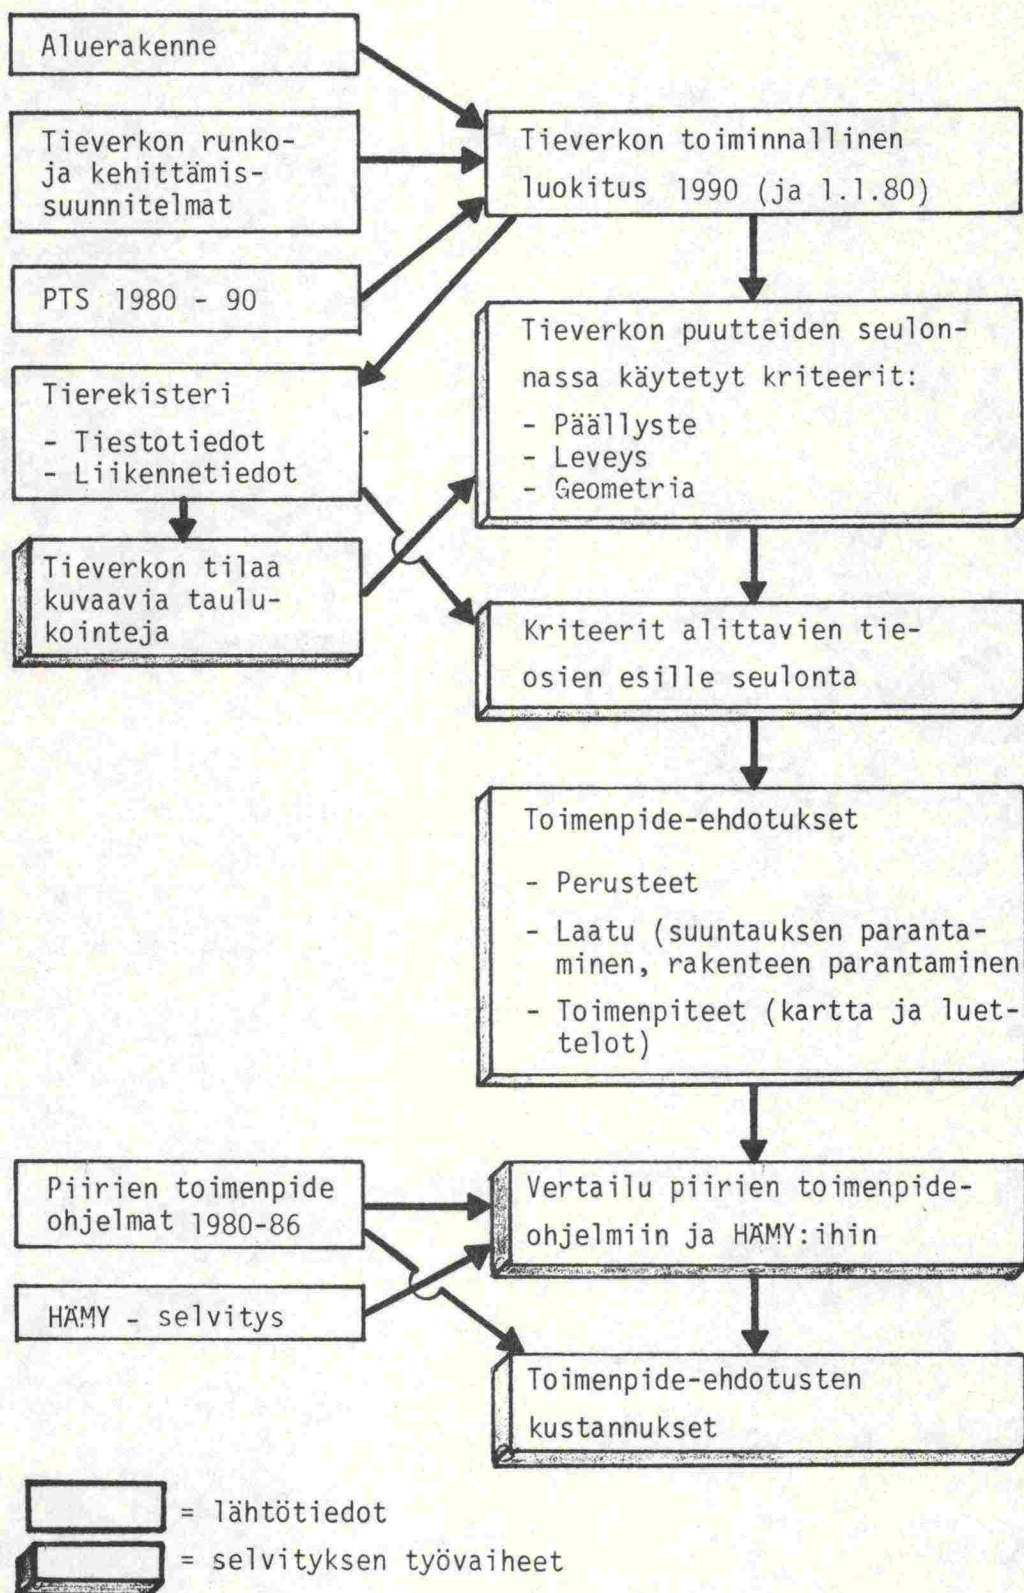 Aluerakenne
Tieverkon runko-
ja kehittämis-
suunnitelmat
PTS 1980 - 90
Tieverkon toiminnallinen
luokitus 1990 (ja 1.1.80)
Tierekisteri
- Tiestotiedot
- Liikennetiedot
Tieverkon tilaa
kuvaavia taulu-
kointeja
Tieverkon puutteiden seulon-
nassa käytetyt kriteerit:
- Päällyste
- Leveys
- Geometria
Kriteerit alittavien tie-
osien esille seulonta
Toimenpide-ehdotukset
- Perusteet
- Laatu (suuntauksen paranta-
minen, rakenteen parantaminen
- Toimenpiteet (kartta ja luet-
telot)
Piirien toimenpide
ohjelmat 1980-86
HÄMY - selvitys
Vertailu piirien toimenpide-
ohjelmiin ja HÄMY:ihin
Toimenpide-ehdotusten
kustannukset
= lähtötiedot
= selvityksen työvaiheet